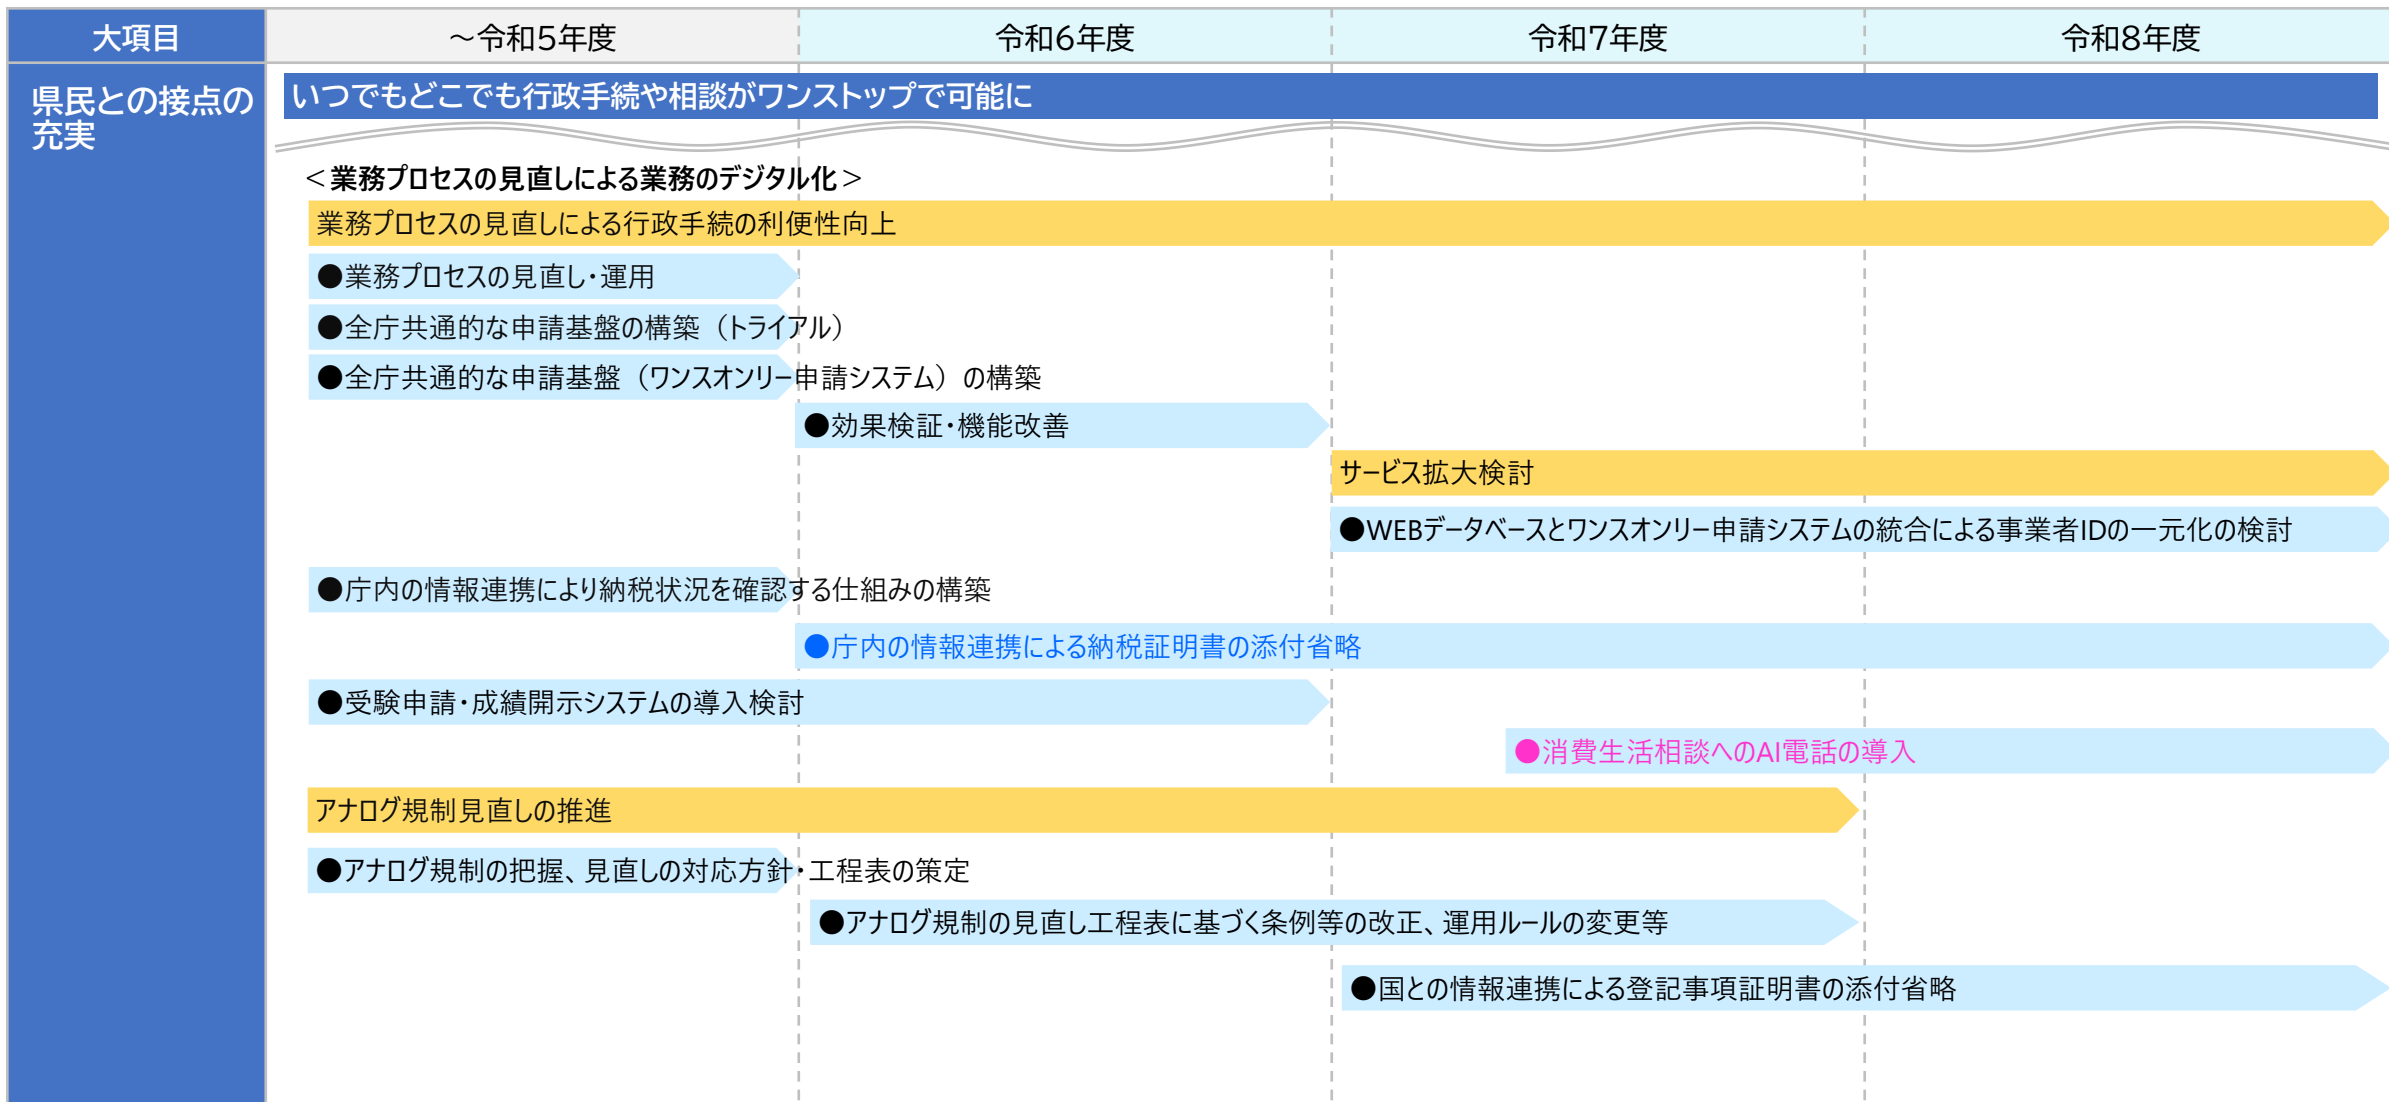 大項目
～令和5年度
令和6年度
令和7年度
令和8年度
県民との接点の
充実
いつでもどこでも行政手続や相談がワンストップで可能に
＜業務プロセスの見直しによる業務のデジタル化＞
業務プロセスの見直しによる行政手続の利便性向上
●業務プロセスの見直し・運用
●全庁共通的な申請基盤の構築（トライアル）
●全庁共通的な申請基盤（ワンスオンリー申請システム）の構築
●効果検証・機能改善
サービス拡大検討
●WEBデータベースとワンスオンリー申請システムの統合による事業者IDの一元化の検討
●庁内の情報連携により納税状況を確認する仕組みの構築
●庁内の情報連携による納税証明書の添付省略
●受験申請・成績開示システムの導入検討
●消費生活相談へのAI電話の導入
アナログ規制見直しの推進
●アナログ規制の把握、見直しの対応方針・工程表の策定
●アナログ規制の見直し工程表に基づく条例等の改正、運用ルールの変更等
●国との情報連携による登記事項証明書の添付省略